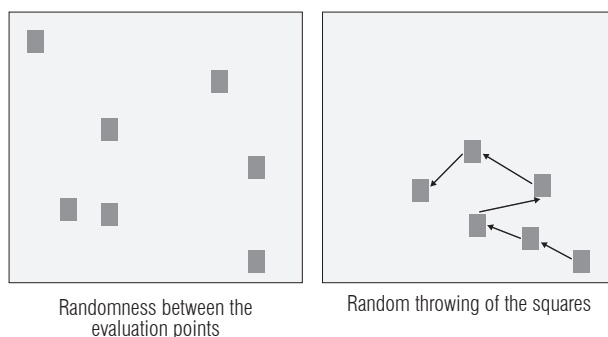 Randomness between the
evaluation points
Random throwing of the squares